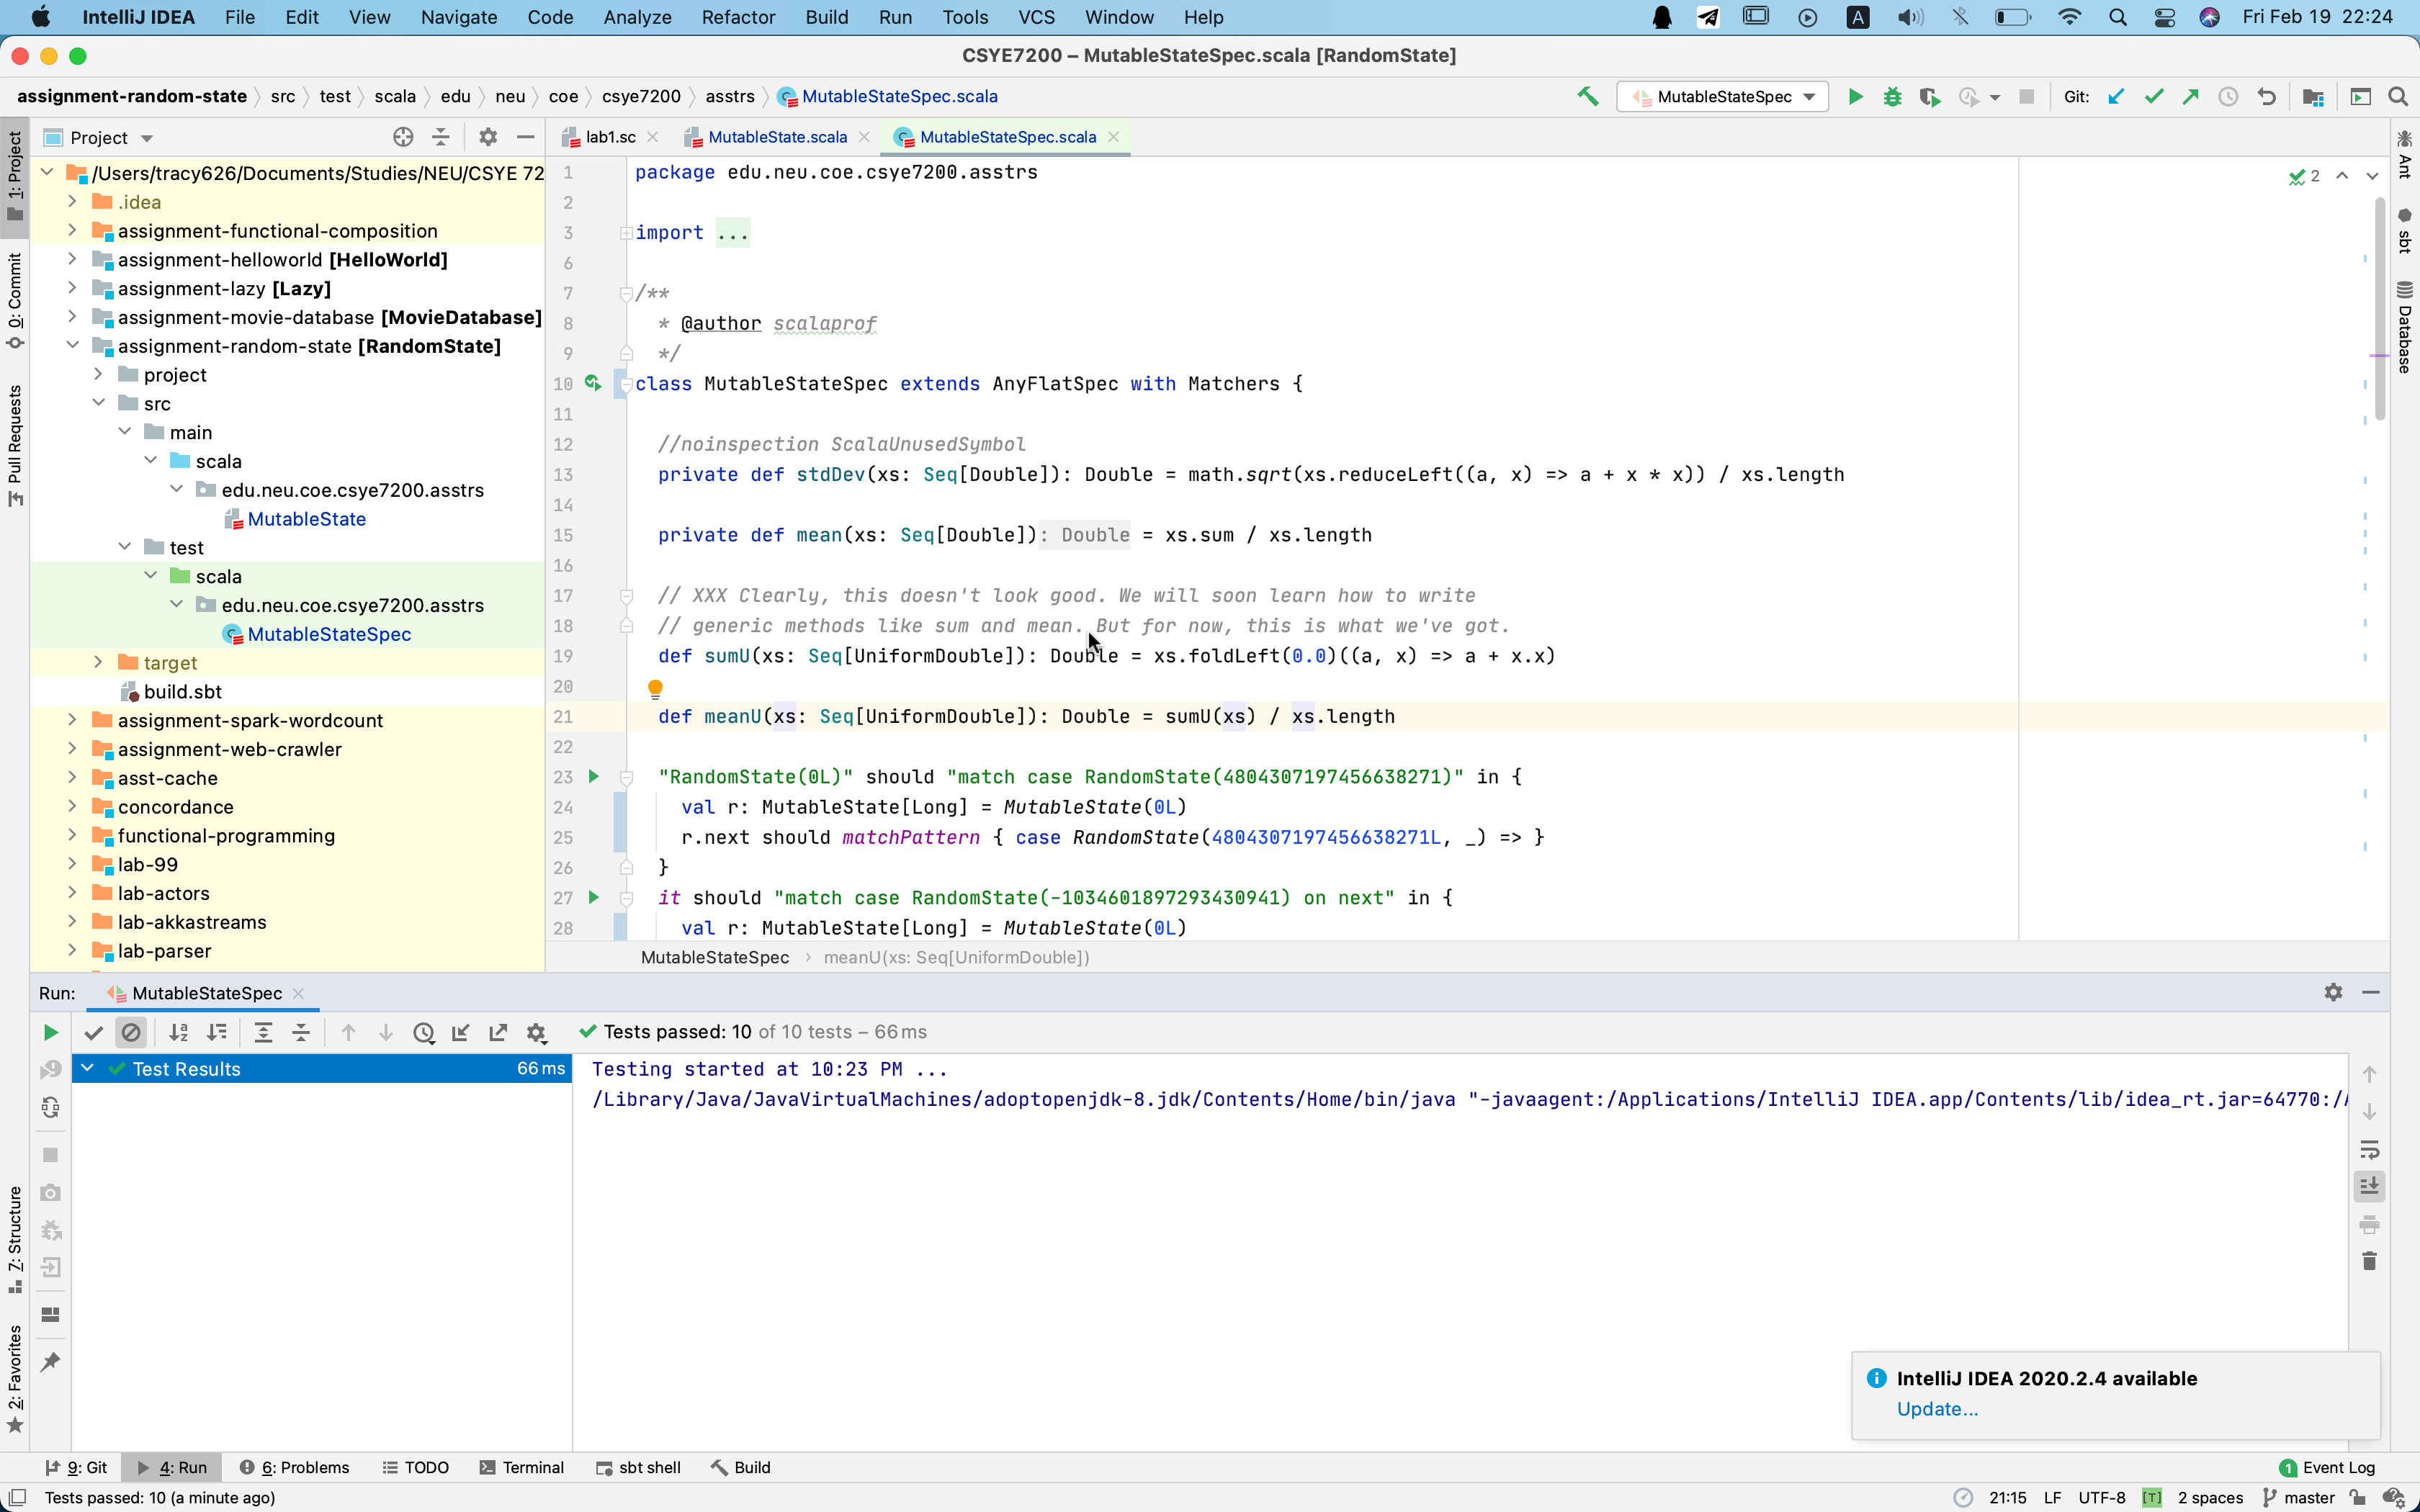 IntelliJ IDEA File Edit View Navigate Code Analyze Refactor Build Run Tools VCS Window Help A Fri Feb 19 22:24
CSYE7200 – MutableStateSpec.scala [RandomState]
assignment-random-state src test scala edu neu coe csye7200 asstrs MutableStateSpec.scala MutableStateSpec Git:
Project
lab1.sc MutableState.scala MutableStateSpec.scala
1: Project
0: Commit
Pull Requests
7: Structure
2: Favorites
/Users/tracy626/Documents/Studies/NEU/CSYE 72
.idea
assignment-functional-composition
assignment-helloworld [HelloWorld]
assignment-lazy [Lazy]
assignment-movie-database [MovieDatabase]
assignment-random-state [RandomState]
project
src
main
scala
edu.neu.coe.csye7200.asstrs
MutableState
test
scala
edu.neu.coe.csye7200.asstrs
MutableStateSpec
target
build.sbt
assignment-spark-wordcount
assignment-web-crawler
asst-cache
concordance
functional-programming
lab-99
lab-actors
lab-akkastreams
lab-parser
1 package edu.neu.coe.csye7200.asstrs
2
3 import ...
6
7 /**
8 * @author scalaprof
9 */
10 class MutableStateSpec extends AnyFlatSpec with Matchers {
11
12 //noinspection ScalaUnusedSymbol
13 private def stdDev(xs: Seq[Double]): Double = math.sqrt(xs.reduceLeft((a, x) => a + x * x)) / xs.length
14
15 private def mean(xs: Seq[Double]): Double = xs.sum / xs.length
16
17 // XXX Clearly, this doesn't look good. We will soon learn how to write
18 // generic methods like sum and mean. But for now, this is what we've got.
19 def sumU(xs: Seq[UniformDouble]): Double = xs.foldLeft(0.0)((a, x) => a + x.x)
20
21 def meanU(xs: Seq[UniformDouble]): Double = sumU(xs) / xs.length
22
23 "RandomState(0L)" should "match case RandomState(4804307197456638271)" in {
24 val r: MutableState[Long] = MutableState(0L)
25 r.next should matchPattern { case RandomState(4804307197456638271L, _) => }
26 }
27 it should "match case RandomState(-1034601897293430941) on next" in {
28 val r: MutableState[Long] = MutableState(0L)
2
Ant
sbt
Database
MutableStateSpec meanU(xs: Seq[UniformDouble])
Run: MutableStateSpec
Tests passed: 10 of 10 tests – 66 ms
Test Results 66 ms
Testing started at 10:23 PM ...
/Library/Java/JavaVirtualMachines/adoptopenjdk-8.jdk/Contents/Home/bin/java "-javaagent:/Applications/IntelliJ IDEA.app/Contents/lib/idea_rt.jar=64770:/
IntelliJ IDEA 2020.2.4 available
Update...
9: Git 4: Run 6: Problems TODO Terminal sbt shell Build 1 Event Log
Tests passed: 10 (a minute ago) 21:15 LF UTF-8 [T] 2 spaces master